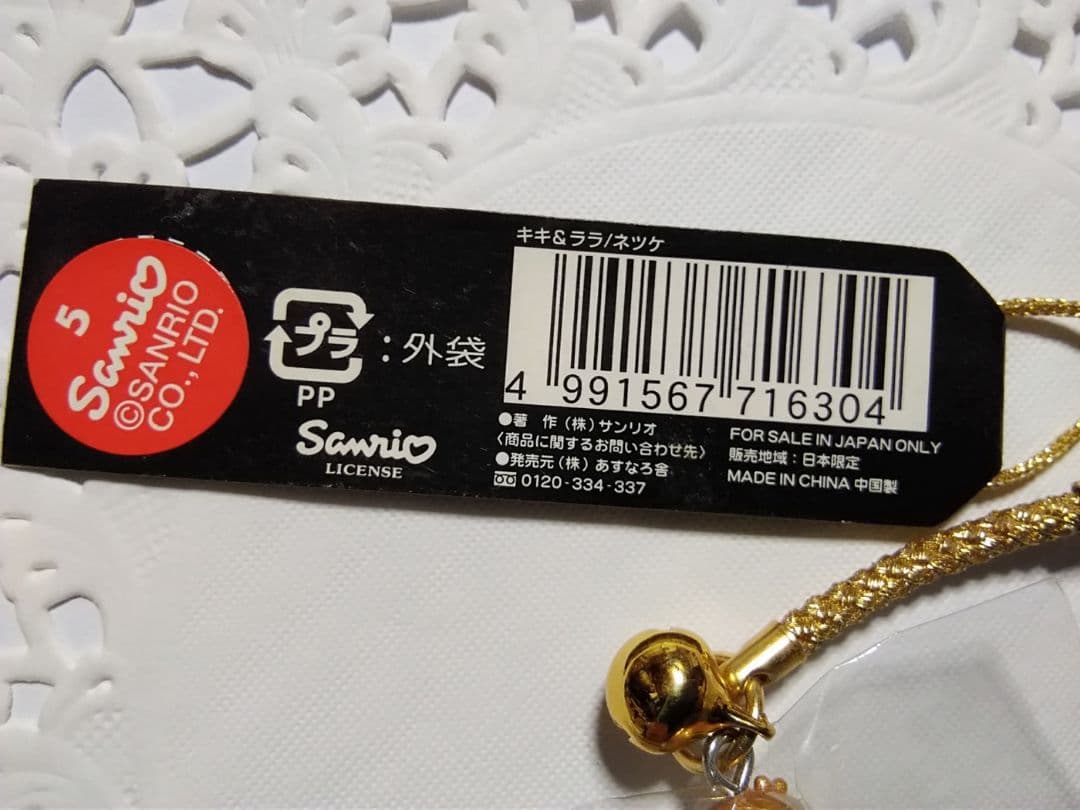 5
Sanrio
©SANRIO
CO., LTD.
プラ
:外袋
PP
Sanrio
LICENSE
キキ&ララ/ネツケ
4 991567 716304
●著 作(株)サンリオ
〈商品に関するお問い合わせ先〉
●発売元(株)あすなろ舎
0120-334-337
FOR SALE IN JAPAN ONLY
販売地域:日本限定
MADE IN CHINA 中国製